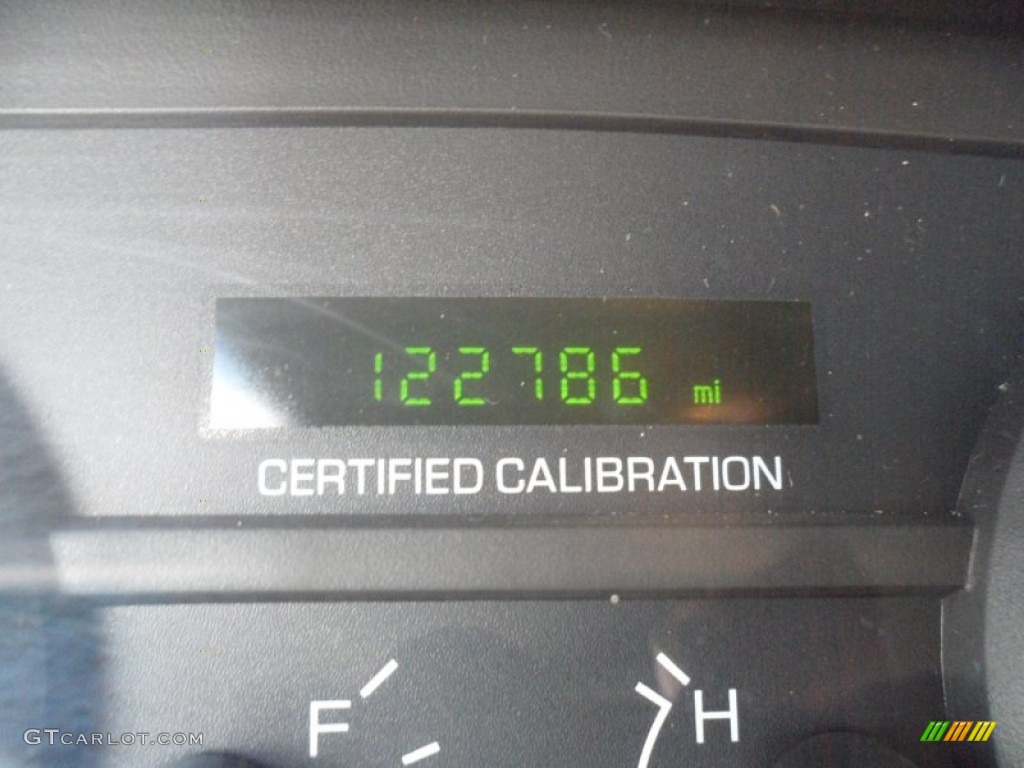 122786 mi
CERTIFIED CALIBRATION
F H
GTCARLOT.COM